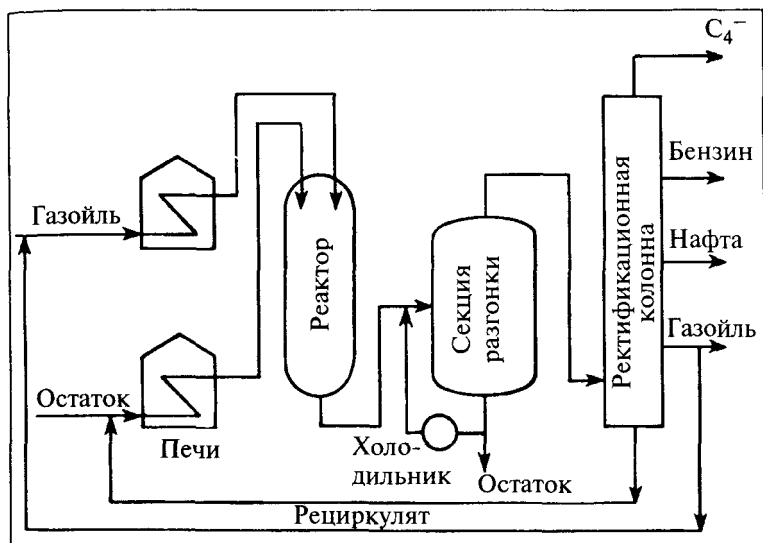 C₄⁻
Бензин
Нафта
Газойль
Ректификационная
колонна
Газойль
Реактор
Секция
разгонки
Остаток
Печи
Холо-
дильник
Остаток
Рециркулят